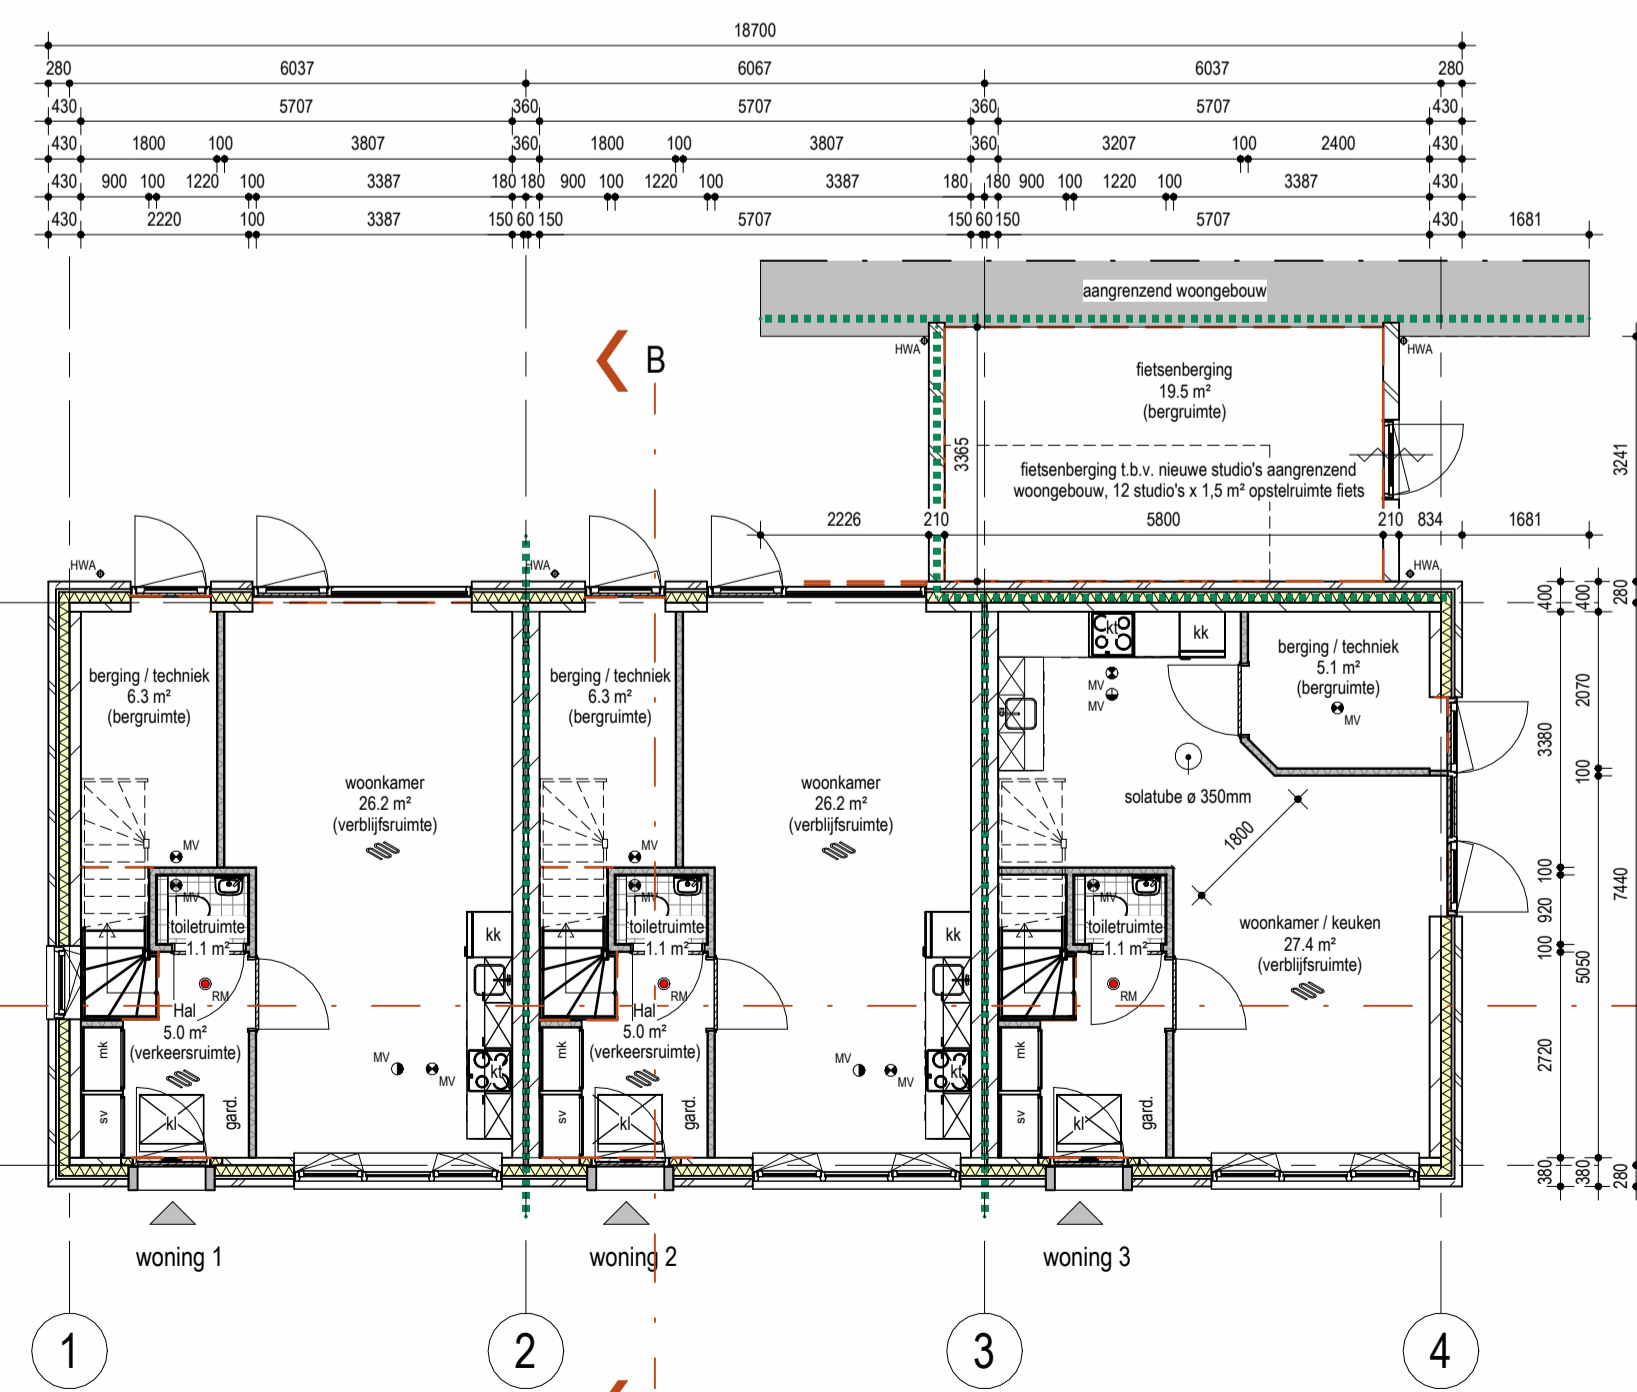 18700
280 6037 6067 6037 280
430 5707 360 5707 360 5707 430
430 1800 100 3807 360 1800 100 3807 360 3207 100 2400 430
430 900 100 1220 100 3387 180 180 900 100 1220 100 3387 180 180 900 100 1220 100 3387 430
430 2220 100 3387 150 60 150 5707 150 60 150 5707 430 1681
aangrenzend woongebouw
HWA
HWA
B
fietsenberging
19.5 m²
(bergruimte)
3365
3241
fietsenberging t.b.v. nieuwe studio's aangrenzend
woongebouw, 12 studio's x 1,5 m² opstelruimte fiets
2226 210 5800 210 834 1681
HWA
HWA
HWA
400
400
280
berging / techniek
6.3 m²
(bergruimte)
berging / techniek
6.3 m²
(bergruimte)
kt
kk
berging / techniek
5.1 m²
(bergruimte)
MV
MV
MV
2070
3380
100
woonkamer
26.2 m²
(verblijfsruimte)
woonkamer
26.2 m²
(verblijfsruimte)
solatube ø 350mm
1800
MV
MV
MV
MV
MV
100
920
100
7440
5050
toiletruimte
1.1 m²
toiletruimte
1.1 m²
toiletruimte
1.1 m²
kk
kk
woonkamer / keuken
27.4 m²
(verblijfsruimte)
RM
RM
RM
Hal
5.0 m²
(verkeersruimte)
Hal
5.0 m²
(verkeersruimte)
mk
mk
mk
MV
MV
kt
MV
MV
kt
2720
sv
kl
gard.
sv
kl
gard.
sv
kl
gard.
380
380
280
woning 1
woning 2
woning 3
1
2
3
4